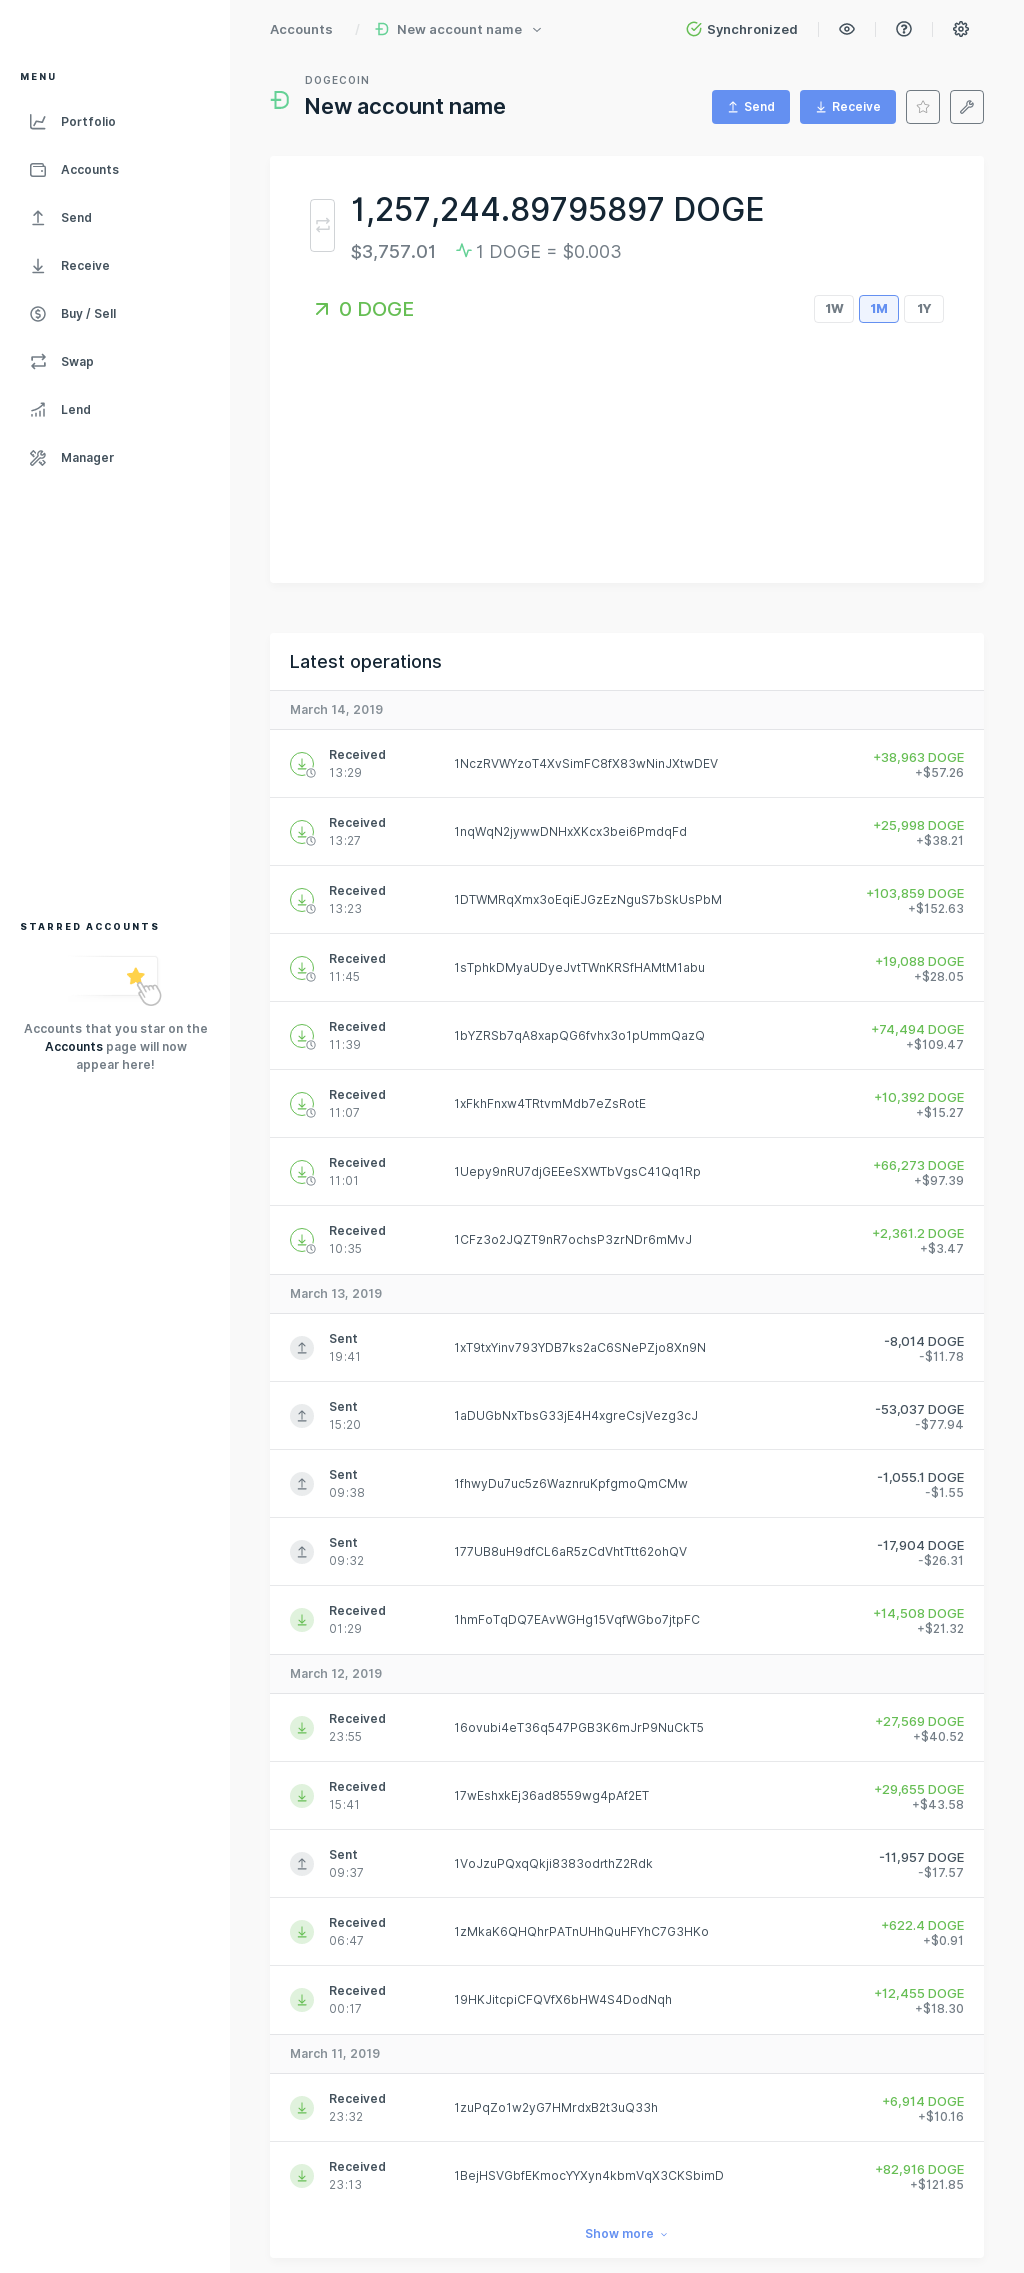 Accounts / New account name Synchronized
MENU
Portfolio
Accounts
Send
Receive
Buy / Sell
Swap
Lend
Manager
STARRED ACCOUNTS
Accounts that you star on the
Accounts page will now
appear here!
DOGECOIN
New account name
Send Receive
1,257,244.89795897 DOGE
$3,757.01 1 DOGE = $0.003
0 DOGE
1W 1M 1Y
Latest operations
March 14, 2019
Received
13:29
1NczRVWYzoT4XvSimFC8fX83wNinJXtwDEV
+38,963 DOGE
+$57.26
Received
13:27
1nqWqN2jywwDNHxXKcx3bei6PmdqFd
+25,998 DOGE
+$38.21
Received
13:23
1DTWMRqXmx3oEqiEJGzEzNguS7bSkUsPbM
+103,859 DOGE
+$152.63
Received
11:45
1sTphkDMyaUDyeJvtTWnKRSfHAMtM1abu
+19,088 DOGE
+$28.05
Received
11:39
1bYZRSb7qA8xapQG6fvhx3o1pUmmQazQ
+74,494 DOGE
+$109.47
Received
11:07
1xFkhFnxw4TRtvmMdb7eZsRotE
+10,392 DOGE
+$15.27
Received
11:01
1Uepy9nRU7djGEEeSXWTbVgsC41Qq1Rp
+66,273 DOGE
+$97.39
Received
10:35
1CFz3o2JQZT9nR7ochsP3zrNDr6mMvJ
+2,361.2 DOGE
+$3.47
March 13, 2019
Sent
19:41
1xT9txYinv793YDB7ks2aC6SNePZjo8Xn9N
-8,014 DOGE
-$11.78
Sent
15:20
1aDUGbNxTbsG33jE4H4xgreCsjVezg3cJ
-53,037 DOGE
-$77.94
Sent
09:38
1fhwyDu7uc5z6WaznruKpfgmoQmCMw
-1,055.1 DOGE
-$1.55
Sent
09:32
177UB8uH9dfCL6aR5zCdVhtTtt62ohQV
-17,904 DOGE
-$26.31
Received
01:29
1hmFoTqDQ7EAvWGHg15VqfWGbo7jtpFC
+14,508 DOGE
+$21.32
March 12, 2019
Received
23:55
16ovubi4eT36q547PGB3K6mJrP9NuCkT5
+27,569 DOGE
+$40.52
Received
15:41
17wEshxkEj36ad8559wg4pAf2ET
+29,655 DOGE
+$43.58
Sent
09:37
1VoJzuPQxqQkji8383odrthZ2Rdk
-11,957 DOGE
-$17.57
Received
06:47
1zMkaK6QHQhrPATnUHhQuHFYhC7G3HKo
+622.4 DOGE
+$0.91
Received
00:17
19HKJitcpiCFQVfX6bHW4S4DodNqh
+12,455 DOGE
+$18.30
March 11, 2019
Received
23:32
1zuPqZo1w2yG7HMrdxB2t3uQ33h
+6,914 DOGE
+$10.16
Received
23:13
1BejHSVGbfEKmocYYXyn4kbmVqX3CKSbimD
+82,916 DOGE
+$121.85
Show more